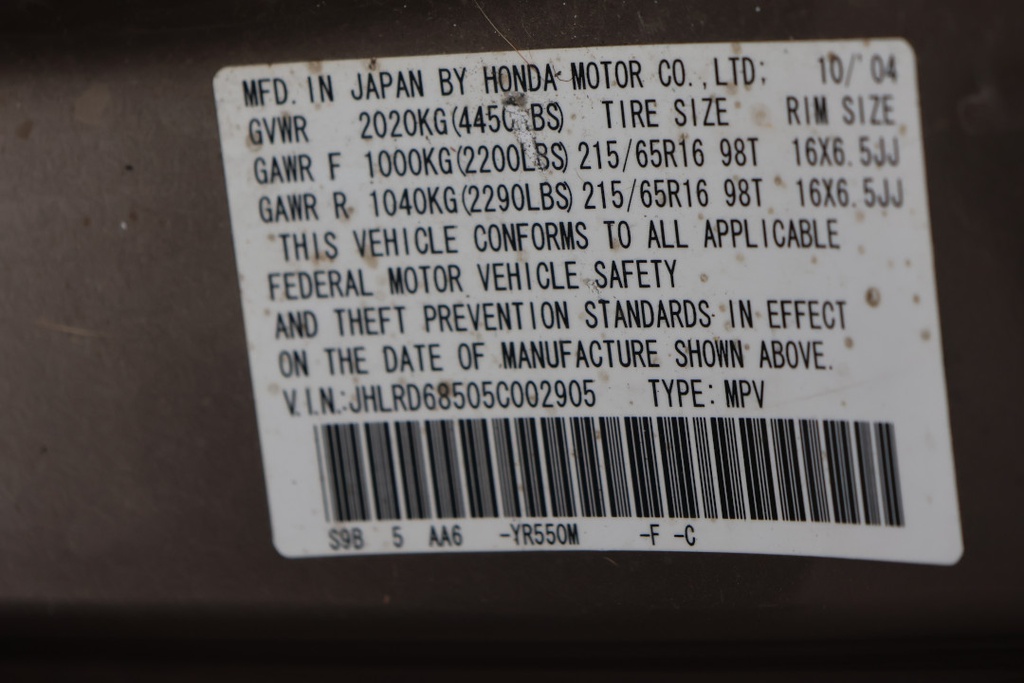 MFD. IN JAPAN BY HONDA MOTOR CO., LTD; 10/ 04
GVWR 2020KG TIRE SIZE RIM SIZE
GAWR F 1000KG(2200LBS) 215/65R16 98T 16X6.5JJ
GAWR R 1040KG(2290LBS) 215/65R16 98T 16X6.5JJ
THIS VEHICLE CONFORMS TO ALL APPLICABLE
FEDERAL MOTOR VEHICLE SAFETY
AND THEFT PREVENTION STANDARDS IN EFFECT
ON THE DATE OF MANUFACTURE SHOWN ABOVE.
V.I.N.:JHLRD68505C002905 TYPE: MPV
S9B 5 AA6 -YR550M -F -C